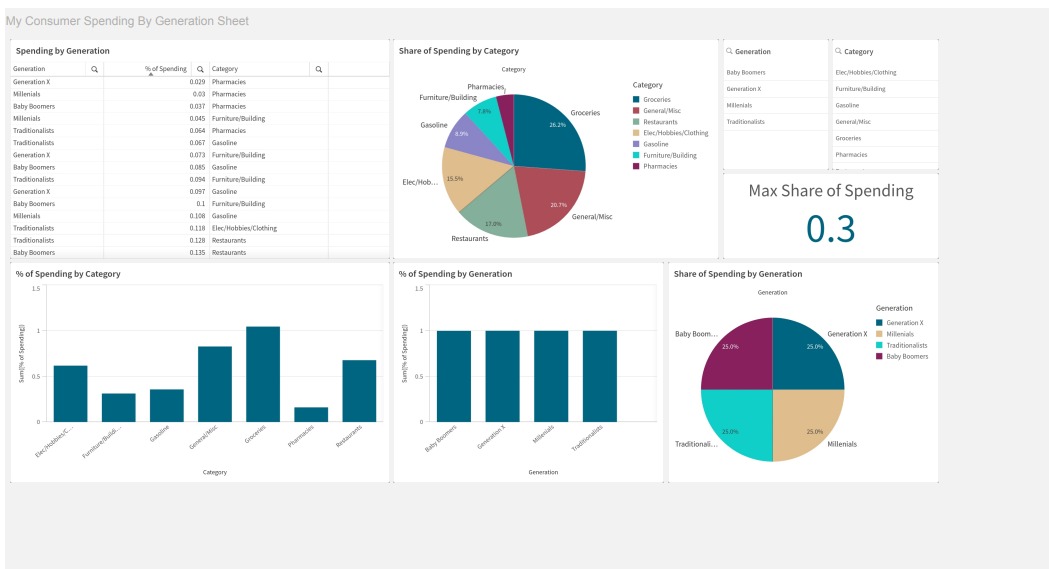 My Consumer Spending By Generation Sheet
Spending by Generation
Generation % of Spending Category
Generation X 0.029 Pharmacies
Millenials 0.03 Pharmacies
Baby Boomers 0.037 Pharmacies
Millenials 0.045 Furniture/Building
Traditionalists 0.064 Pharmacies
Traditionalists 0.067 Gasoline
Generation X 0.073 Furniture/Building
Baby Boomers 0.085 Gasoline
Traditionalists 0.094 Furniture/Building
Generation X 0.097 Gasoline
Baby Boomers 0.1 Furniture/Building
Millenials 0.108 Gasoline
Traditionalists 0.118 Elec/Hobbies/Clothing
Traditionalists 0.128 Restaurants
Baby Boomers 0.135 Restaurants
Share of Spending by Category
Category
Pharmacies
Furniture/Building
Gasoline
Elec/Hob...
Restaurants
General/Misc
Groceries
7.8%
8.9%
15.5%
17.0%
20.7%
26.2%
Category
Groceries
General/Misc
Restaurants
Elec/Hobbies/Clothing
Gasoline
Furniture/Building
Pharmacies
Generation
Baby Boomers
Generation X
Millenials
Traditionalists
Category
Elec/Hobbies/Clothing
Furniture/Building
Gasoline
General/Misc
Groceries
Pharmacies
Max Share of Spending
0.3
% of Spending by Category
Sum([% of Spending])
1.5
1
0.5
0
Elec/Hobbies/C...
Furniture/Buildi...
Gasoline
General/Misc
Groceries
Pharmacies
Restaurants
Category
% of Spending by Generation
Sum([% of Spending])
1.5
1
0.5
0
Baby Boomers
Generation X
Millenials
Traditionalists
Generation
Share of Spending by Generation
Generation
Baby Boom...
Generation X
25.0%
25.0%
25.0%
25.0%
Traditionali...
Millenials
Generation
Generation X
Millenials
Traditionalists
Baby Boomers